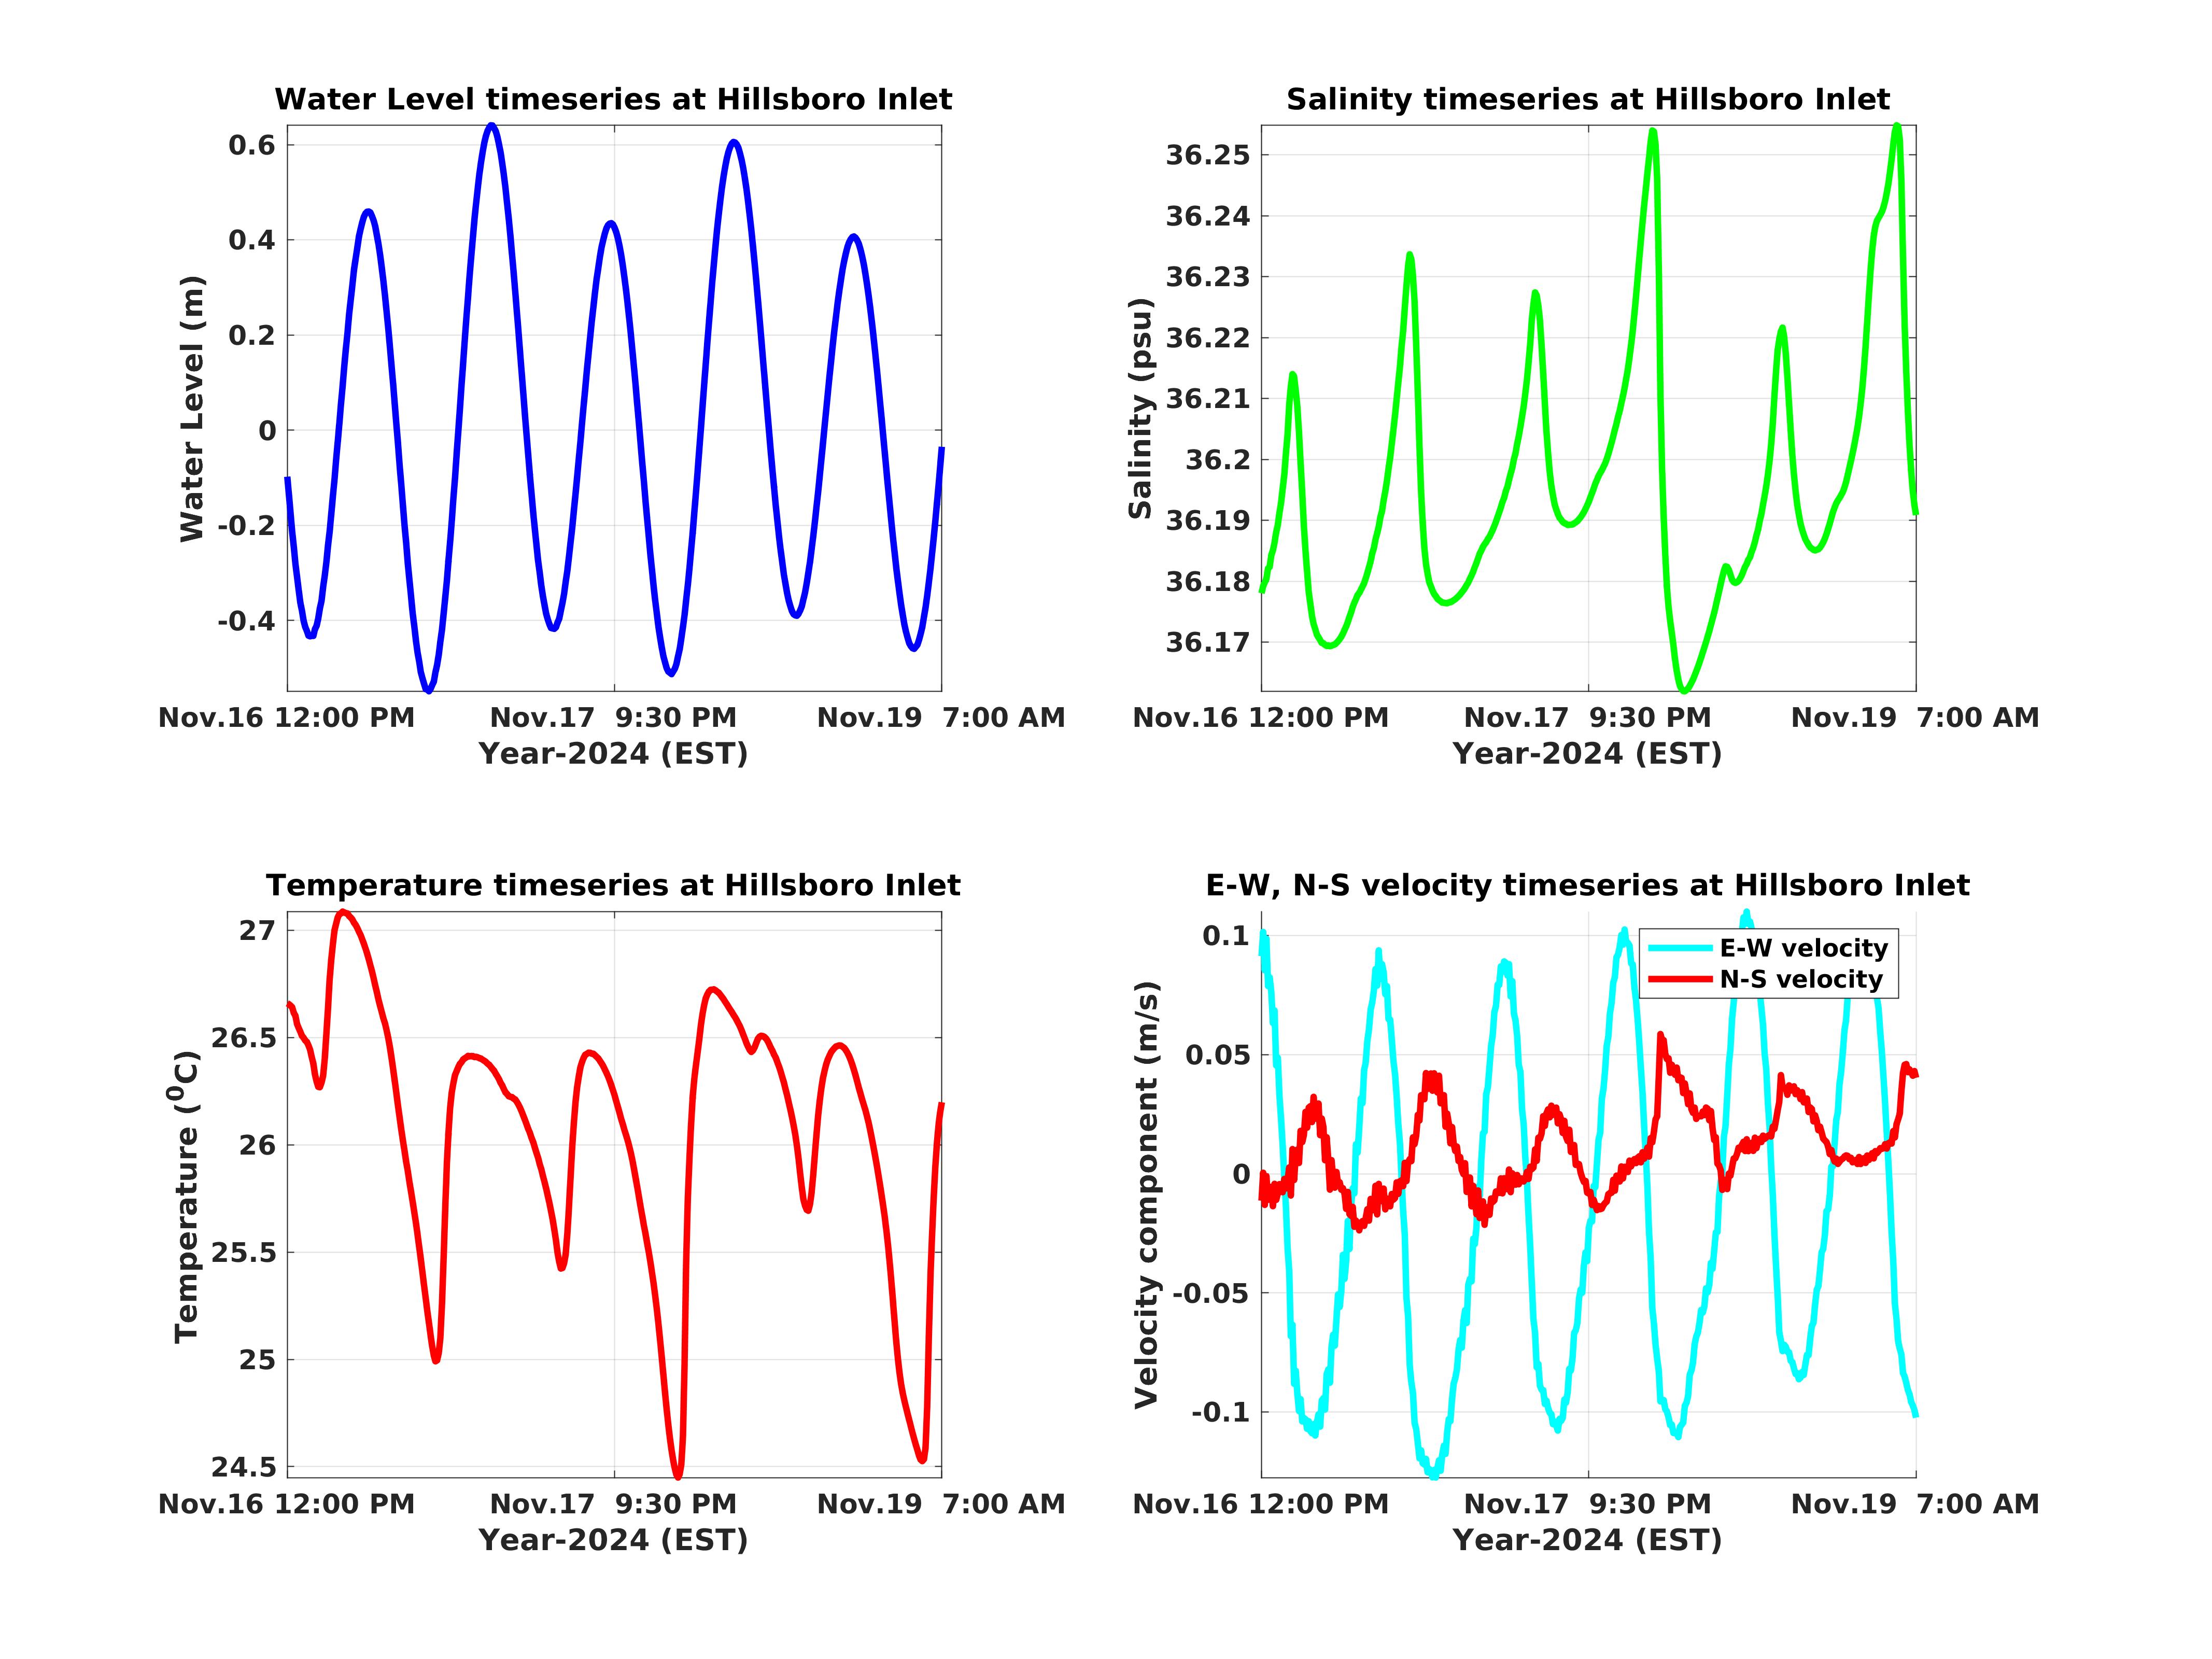 Water Level timeseries at Hillsboro Inlet
Water Level (m)
0.6
0.4
0.2
0
-0.2
-0.4
Nov.16 12:00 PM
Nov.17 9:30 PM
Nov.19 7:00 AM
Year-2024 (EST)
Salinity timeseries at Hillsboro Inlet
Salinity (psu)
36.25
36.24
36.23
36.22
36.21
36.2
36.19
36.18
36.17
Nov.16 12:00 PM
Nov.17 9:30 PM
Nov.19 7:00 AM
Year-2024 (EST)
Temperature timeseries at Hillsboro Inlet
Temperature (⁰C)
27
26.5
26
25.5
25
24.5
Nov.16 12:00 PM
Nov.17 9:30 PM
Nov.19 7:00 AM
Year-2024 (EST)
E-W, N-S velocity timeseries at Hillsboro Inlet
Velocity component (m/s)
0.1
0.05
0
-0.05
-0.1
E-W velocity
N-S velocity
Nov.16 12:00 PM
Nov.17 9:30 PM
Nov.19 7:00 AM
Year-2024 (EST)